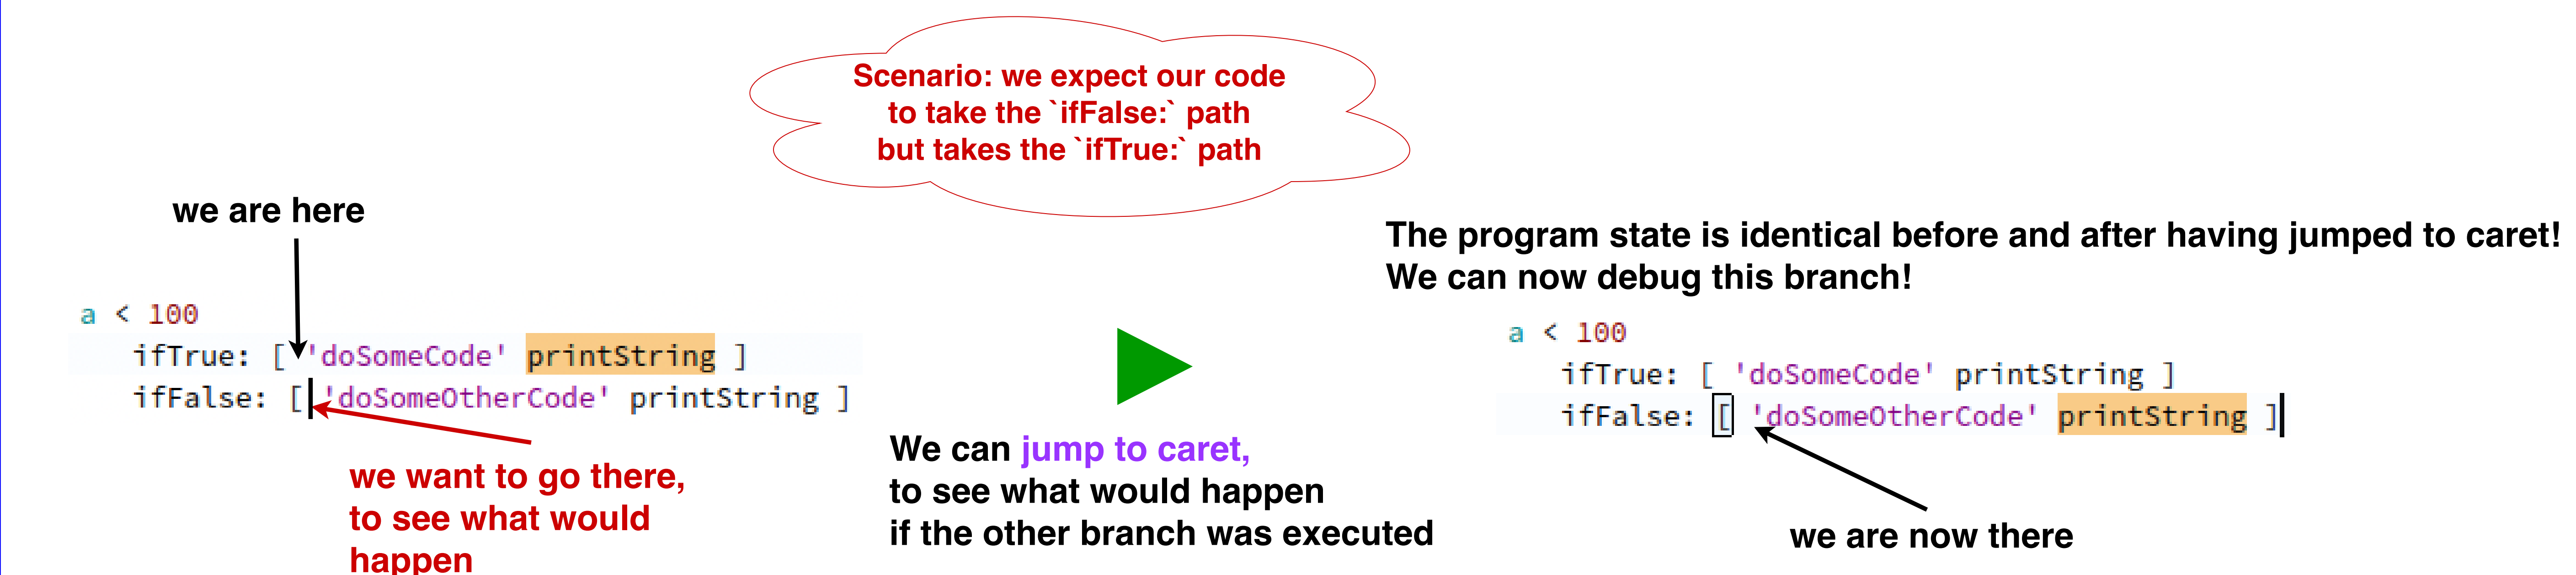 Scenario: we expect our code
to take the `ifFalse:` path
but takes the `ifTrue:` path
we are here
a < 100
ifTrue: [ 'doSomeCode' printString ]
ifFalse: [ 'doSomeOtherCode' printString ]
we want to go there,
to see what would
happen
We can jump to caret,
to see what would happen
if the other branch was executed
The program state is identical before and after having jumped to caret!
We can now debug this branch!
a < 100
ifTrue: [ 'doSomeCode' printString ]
ifFalse: [ 'doSomeOtherCode' printString ]
we are now there